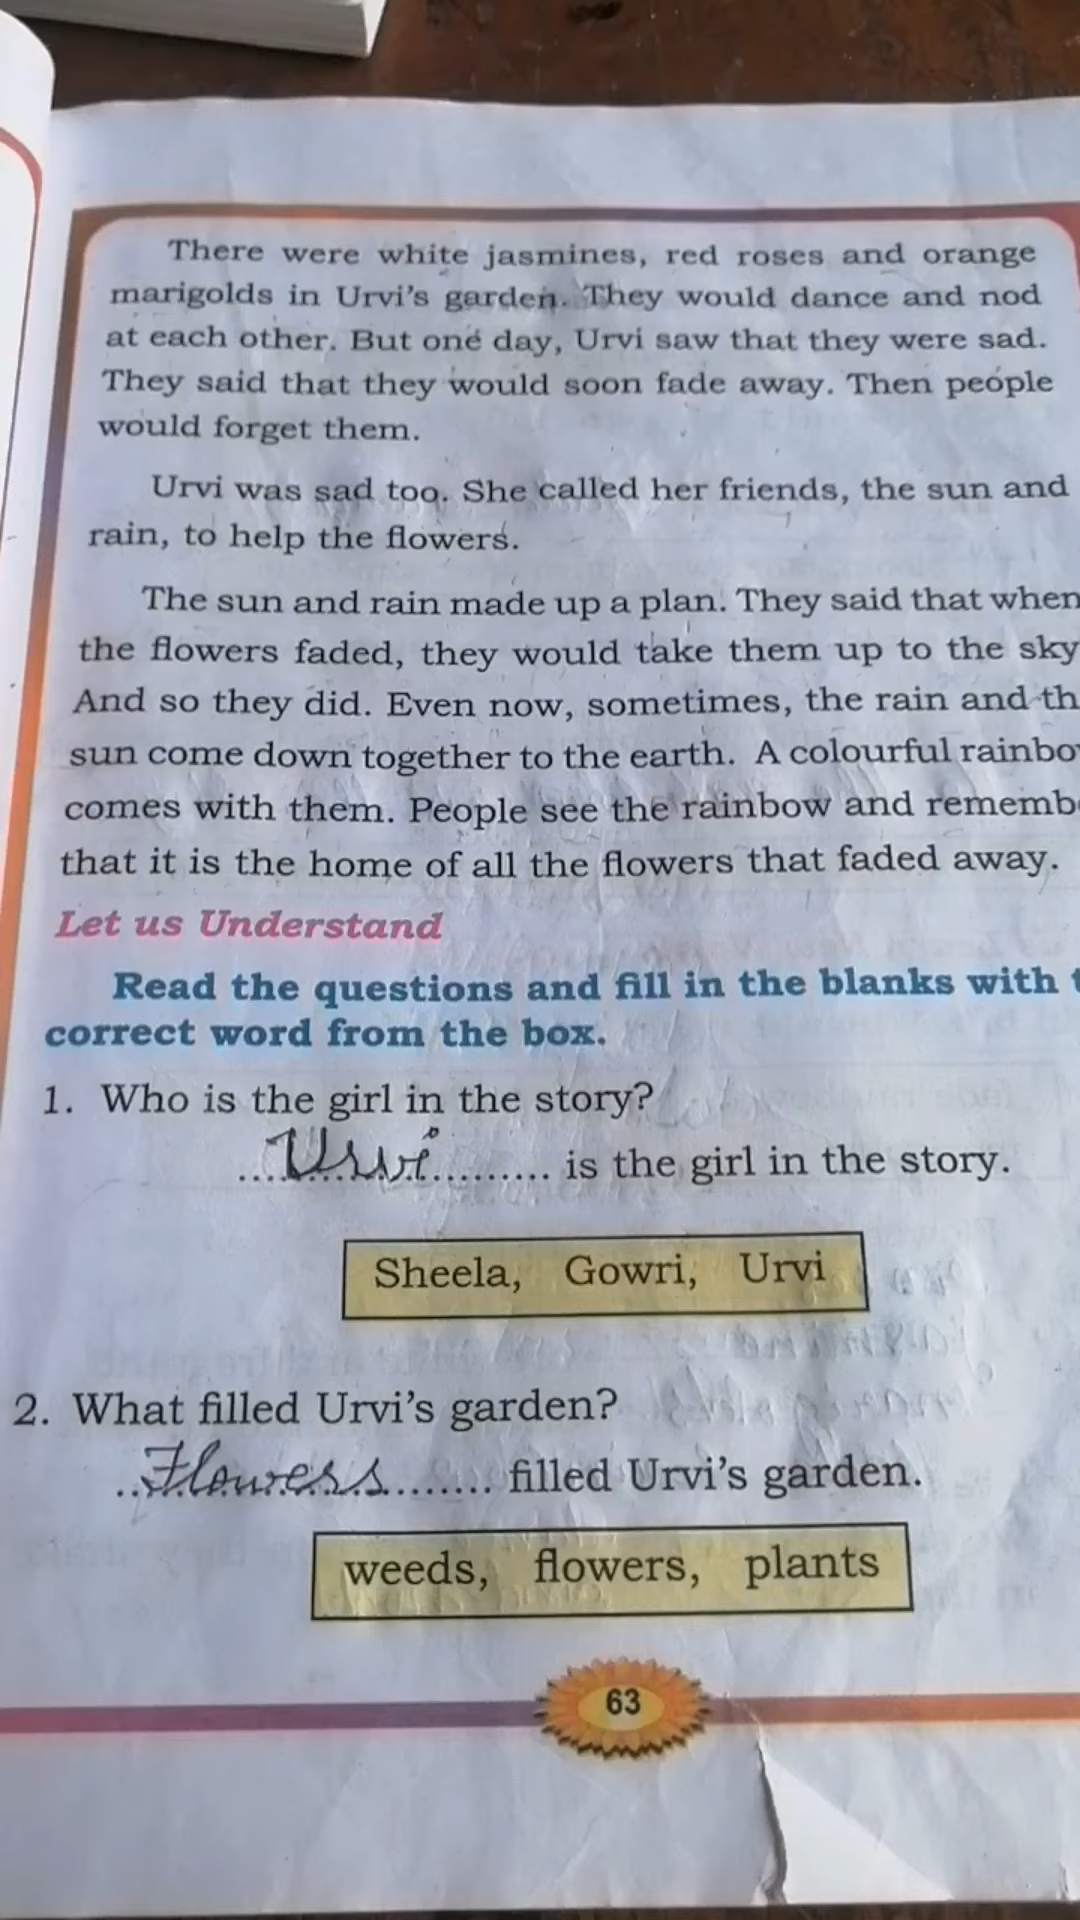 There were white jasmines, red roses and orange
marigolds in Urvi's garden. They would dance and nod
at each other. But one day, Urvi saw that they were sad.
They said that they would soon fade away. Then people
would forget them.
Urvi was sad too. She called her friends, the sun and
rain, to help the flowers.
The sun and rain made up a plan. They said that when
the flowers faded, they would take them up to the sky
And so they did. Even now, sometimes, the rain and th
sun come down together to the earth. A colourful rainbo
comes with them. People see the rainbow and rememb
that it is the home of all the flowers that faded away.
Let us Understand
Read the questions and fill in the blanks with t
correct word from the box.
1. Who is the girl in the story?
...Urvi.......... is the girl in the story.
Sheela, Gowri, Urvi
2. What filled Urvi's garden?
..Flowers........ filled Urvi's garden.
weeds, flowers, plants
63